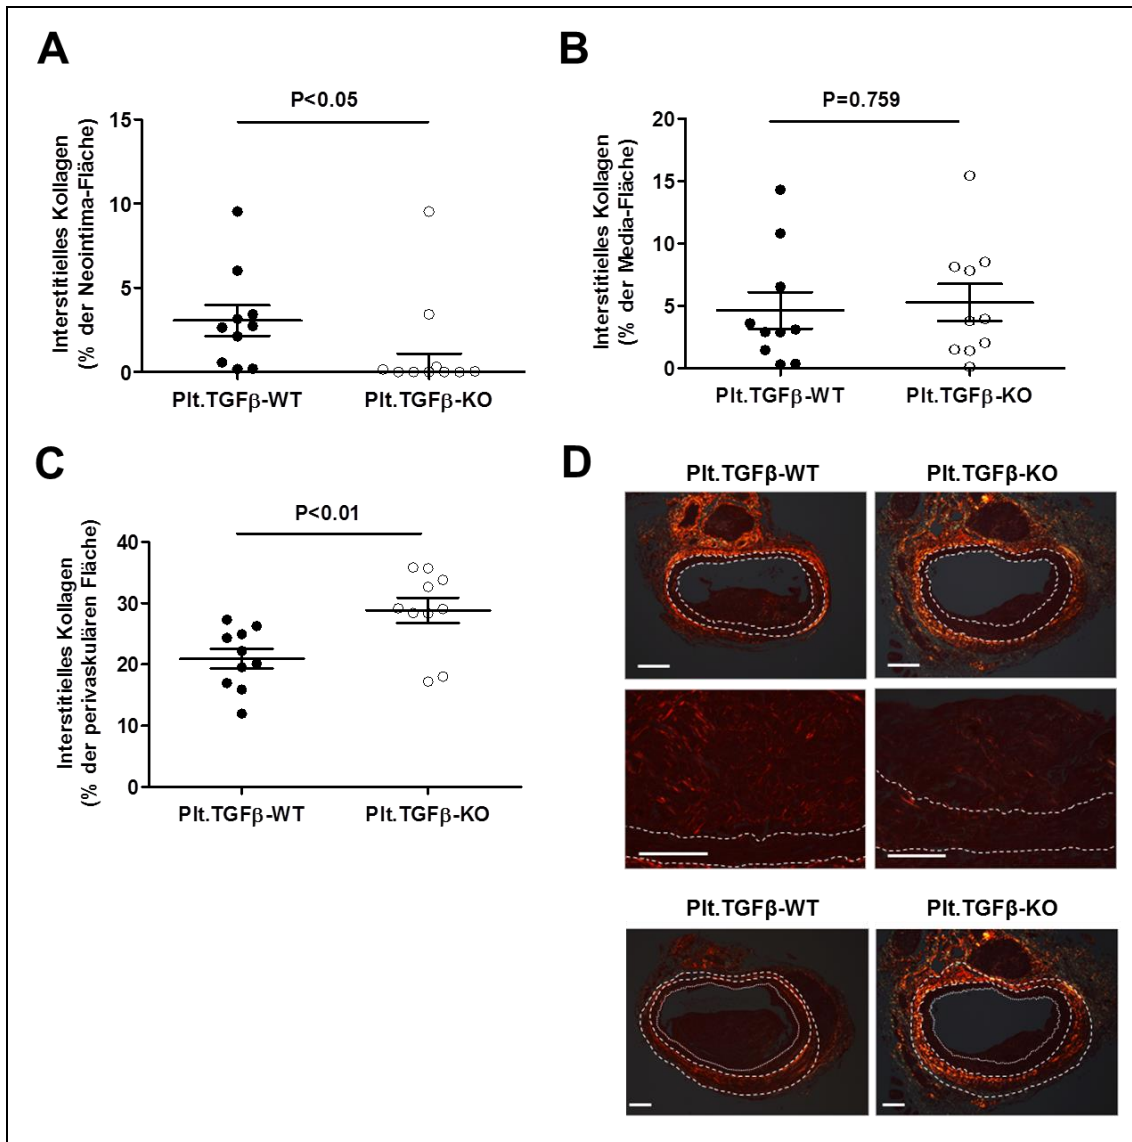 A
P<0.05
Interstitielles Kollagen
(% der Neointima-Fläche)
15
10
5
0
Plt.TGFβ-WT
Plt.TGFβ-KO
B
P=0.759
Interstitielles Kollagen
(% der Media-Fläche)
20
15
10
5
0
Plt.TGFβ-WT
Plt.TGFβ-KO
C
P<0.01
Interstitielles Kollagen
(% der perivaskulären Fläche)
40
30
20
10
0
Plt.TGFβ-WT
Plt.TGFβ-KO
D
Plt.TGFβ-WT
Plt.TGFβ-KO
Plt.TGFβ-WT
Plt.TGFβ-KO